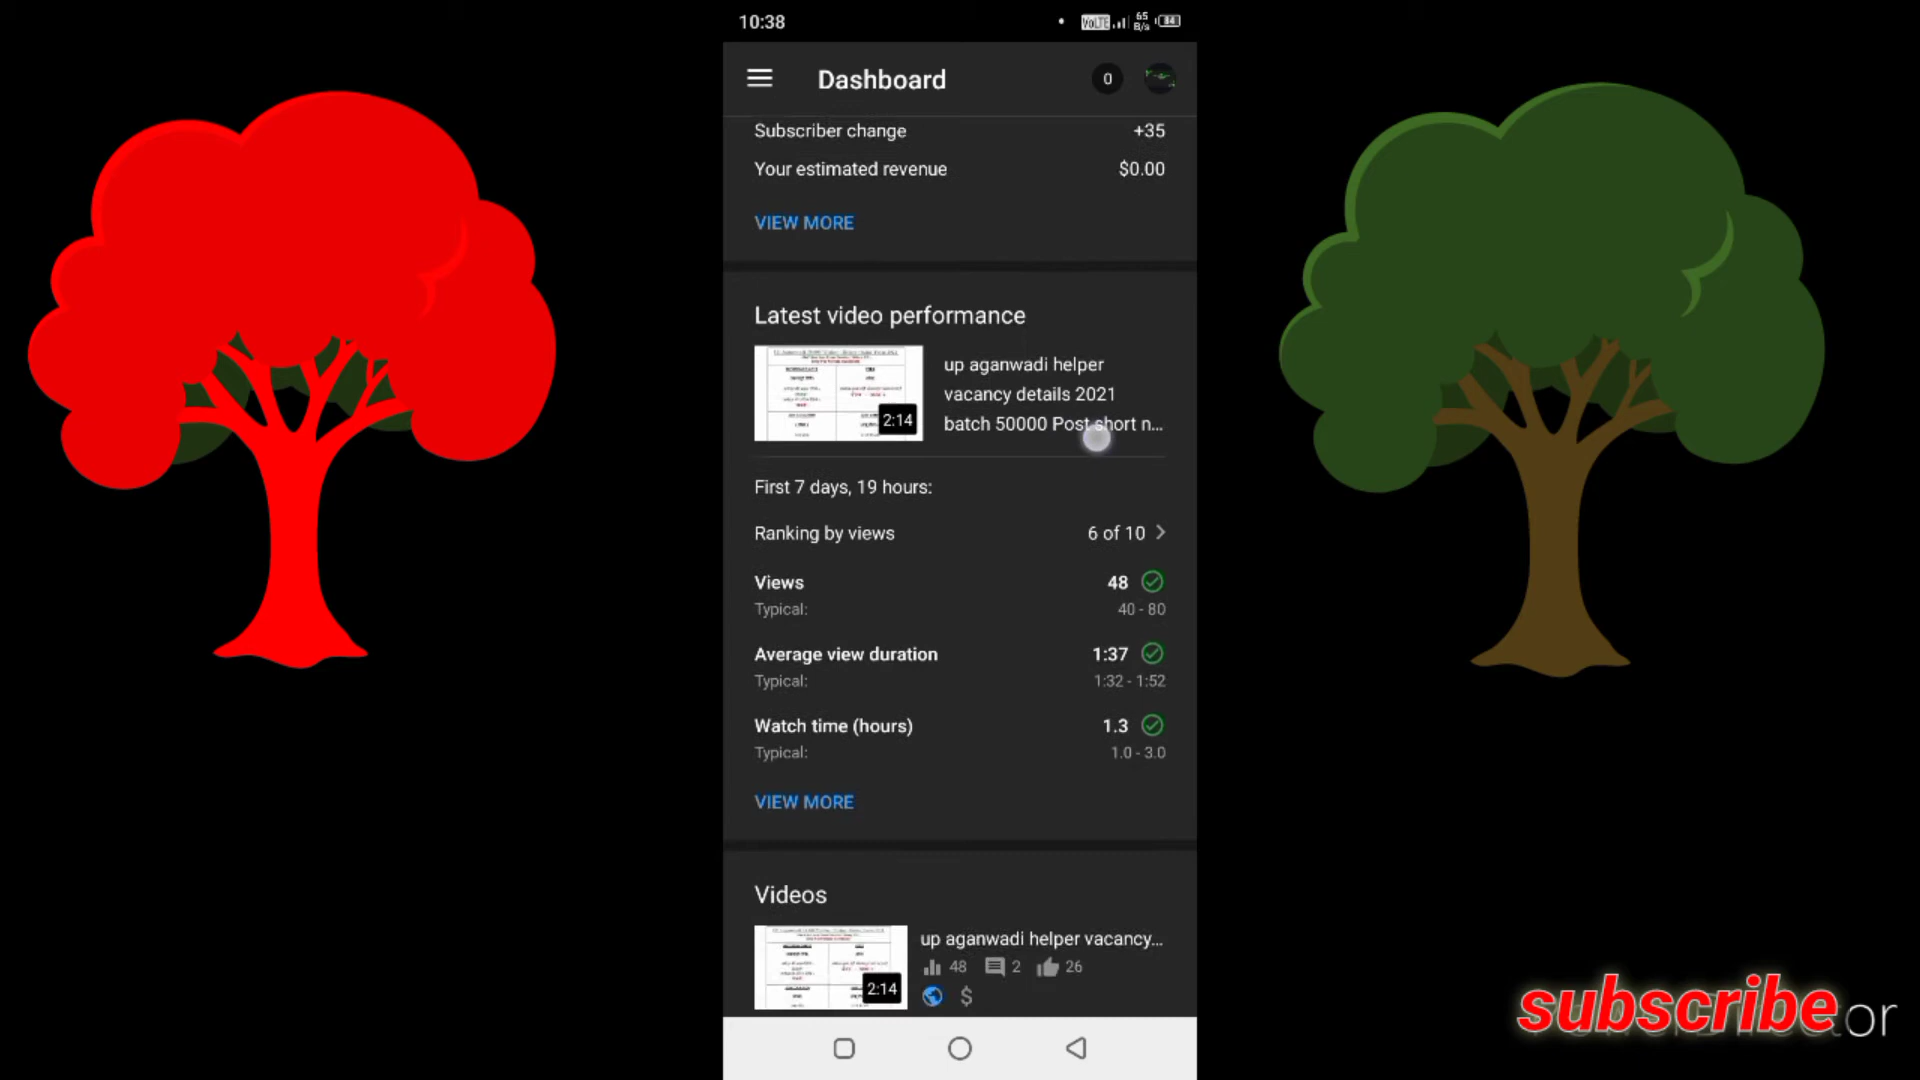 10:38
VoLTE 65 B/s 84
Dashboard
0
Subscriber change +35
Your estimated revenue $0.00
VIEW MORE
Latest video performance
2:14
up aganwadi helper
vacancy details 2021
batch 50000 Post short n...
First 7 days, 19 hours:
Ranking by views 6 of 10
Views 48
Typical: 40 - 80
Average view duration 1:37
Typical: 1:32 - 1:52
Watch time (hours) 1.3
Typical: 1.0 - 3.0
VIEW MORE
Videos
2:14
up aganwadi helper vacancy...
48 2 26
$
subscribe